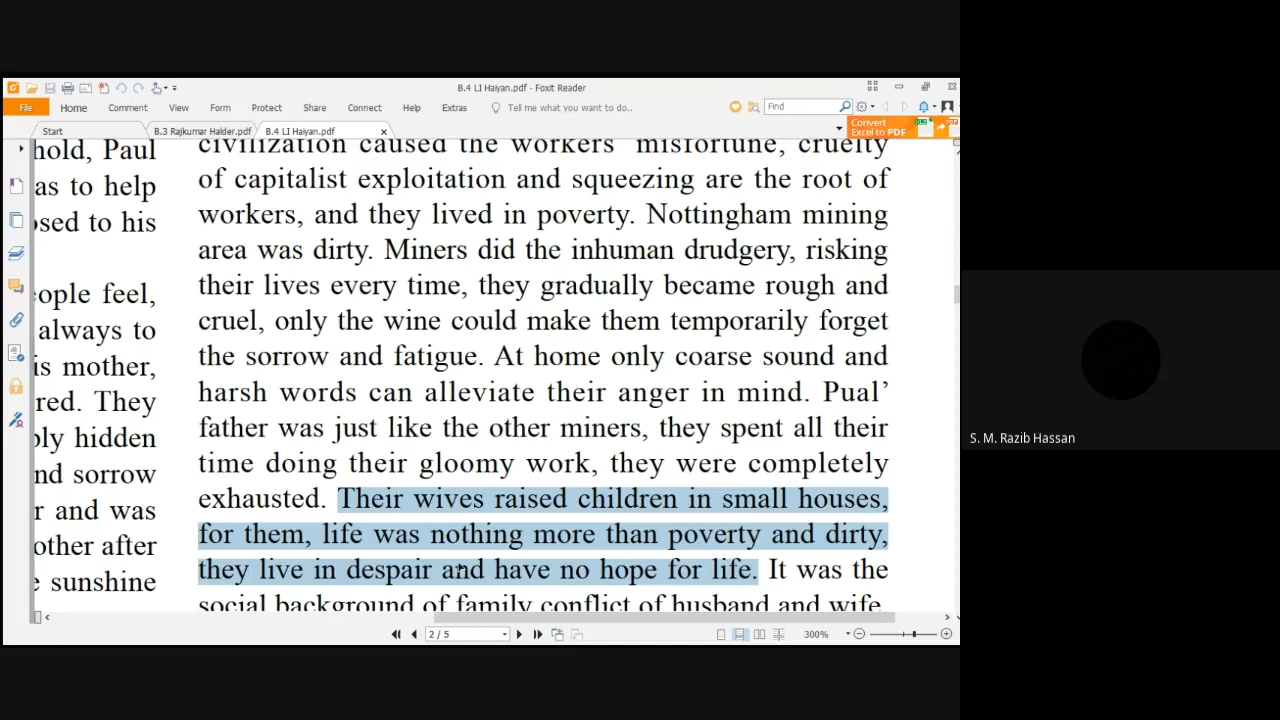 B.4 LI Haiyan.pdf - Foxit Reader
File Home Comment View Form Protect Share Connect Help Extras Tell me what you want to do.. Find
Start B.3 Rajkumar Halder.pdf B.4 LI Haiyan.pdf
Convert
Excel to PDF
hold, Paul
as to help
osed to his
eople feel,
always to
is mother,
red. They
bly hidden
nd sorrow
r and was
other after
e sunshine
civilization caused the workers' misfortune, cruelty
of capitalist exploitation and squeezing are the root of
workers, and they lived in poverty. Nottingham mining
area was dirty. Miners did the inhuman drudgery, risking
their lives every time, they gradually became rough and
cruel, only the wine could make them temporarily forget
the sorrow and fatigue. At home only coarse sound and
harsh words can alleviate their anger in mind. Pual’
father was just like the other miners, they spent all their
time doing their gloomy work, they were completely
exhausted. Their wives raised children in small houses,
for them, life was nothing more than poverty and dirty,
they live in despair and have no hope for life. It was the
social background of family conflict of husband and wife.
2 / 5
300%
S. M. Razib Hassan